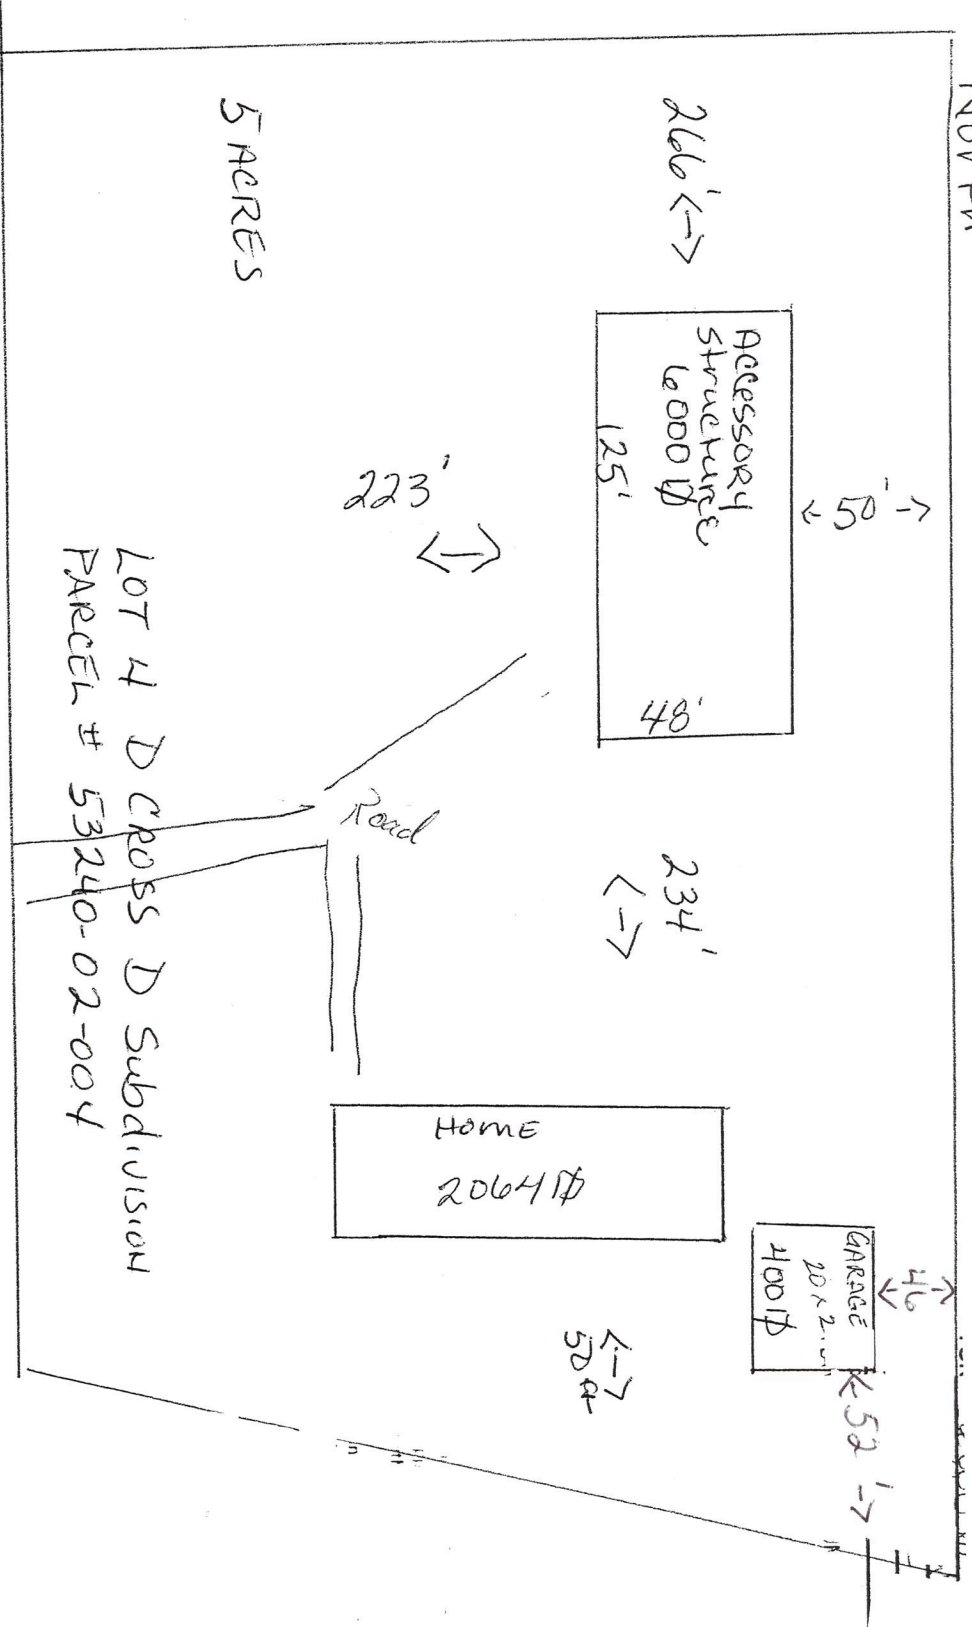 266'
5 ACRES
ACCESSORY
Structure
6000
125'
48'
50'
223'
Road
234'
HOME
2064
GARAGE
400
46
52'
50 ft
LOT 4 D CROSS D Subdivision
PARCEL # 53240-02-004